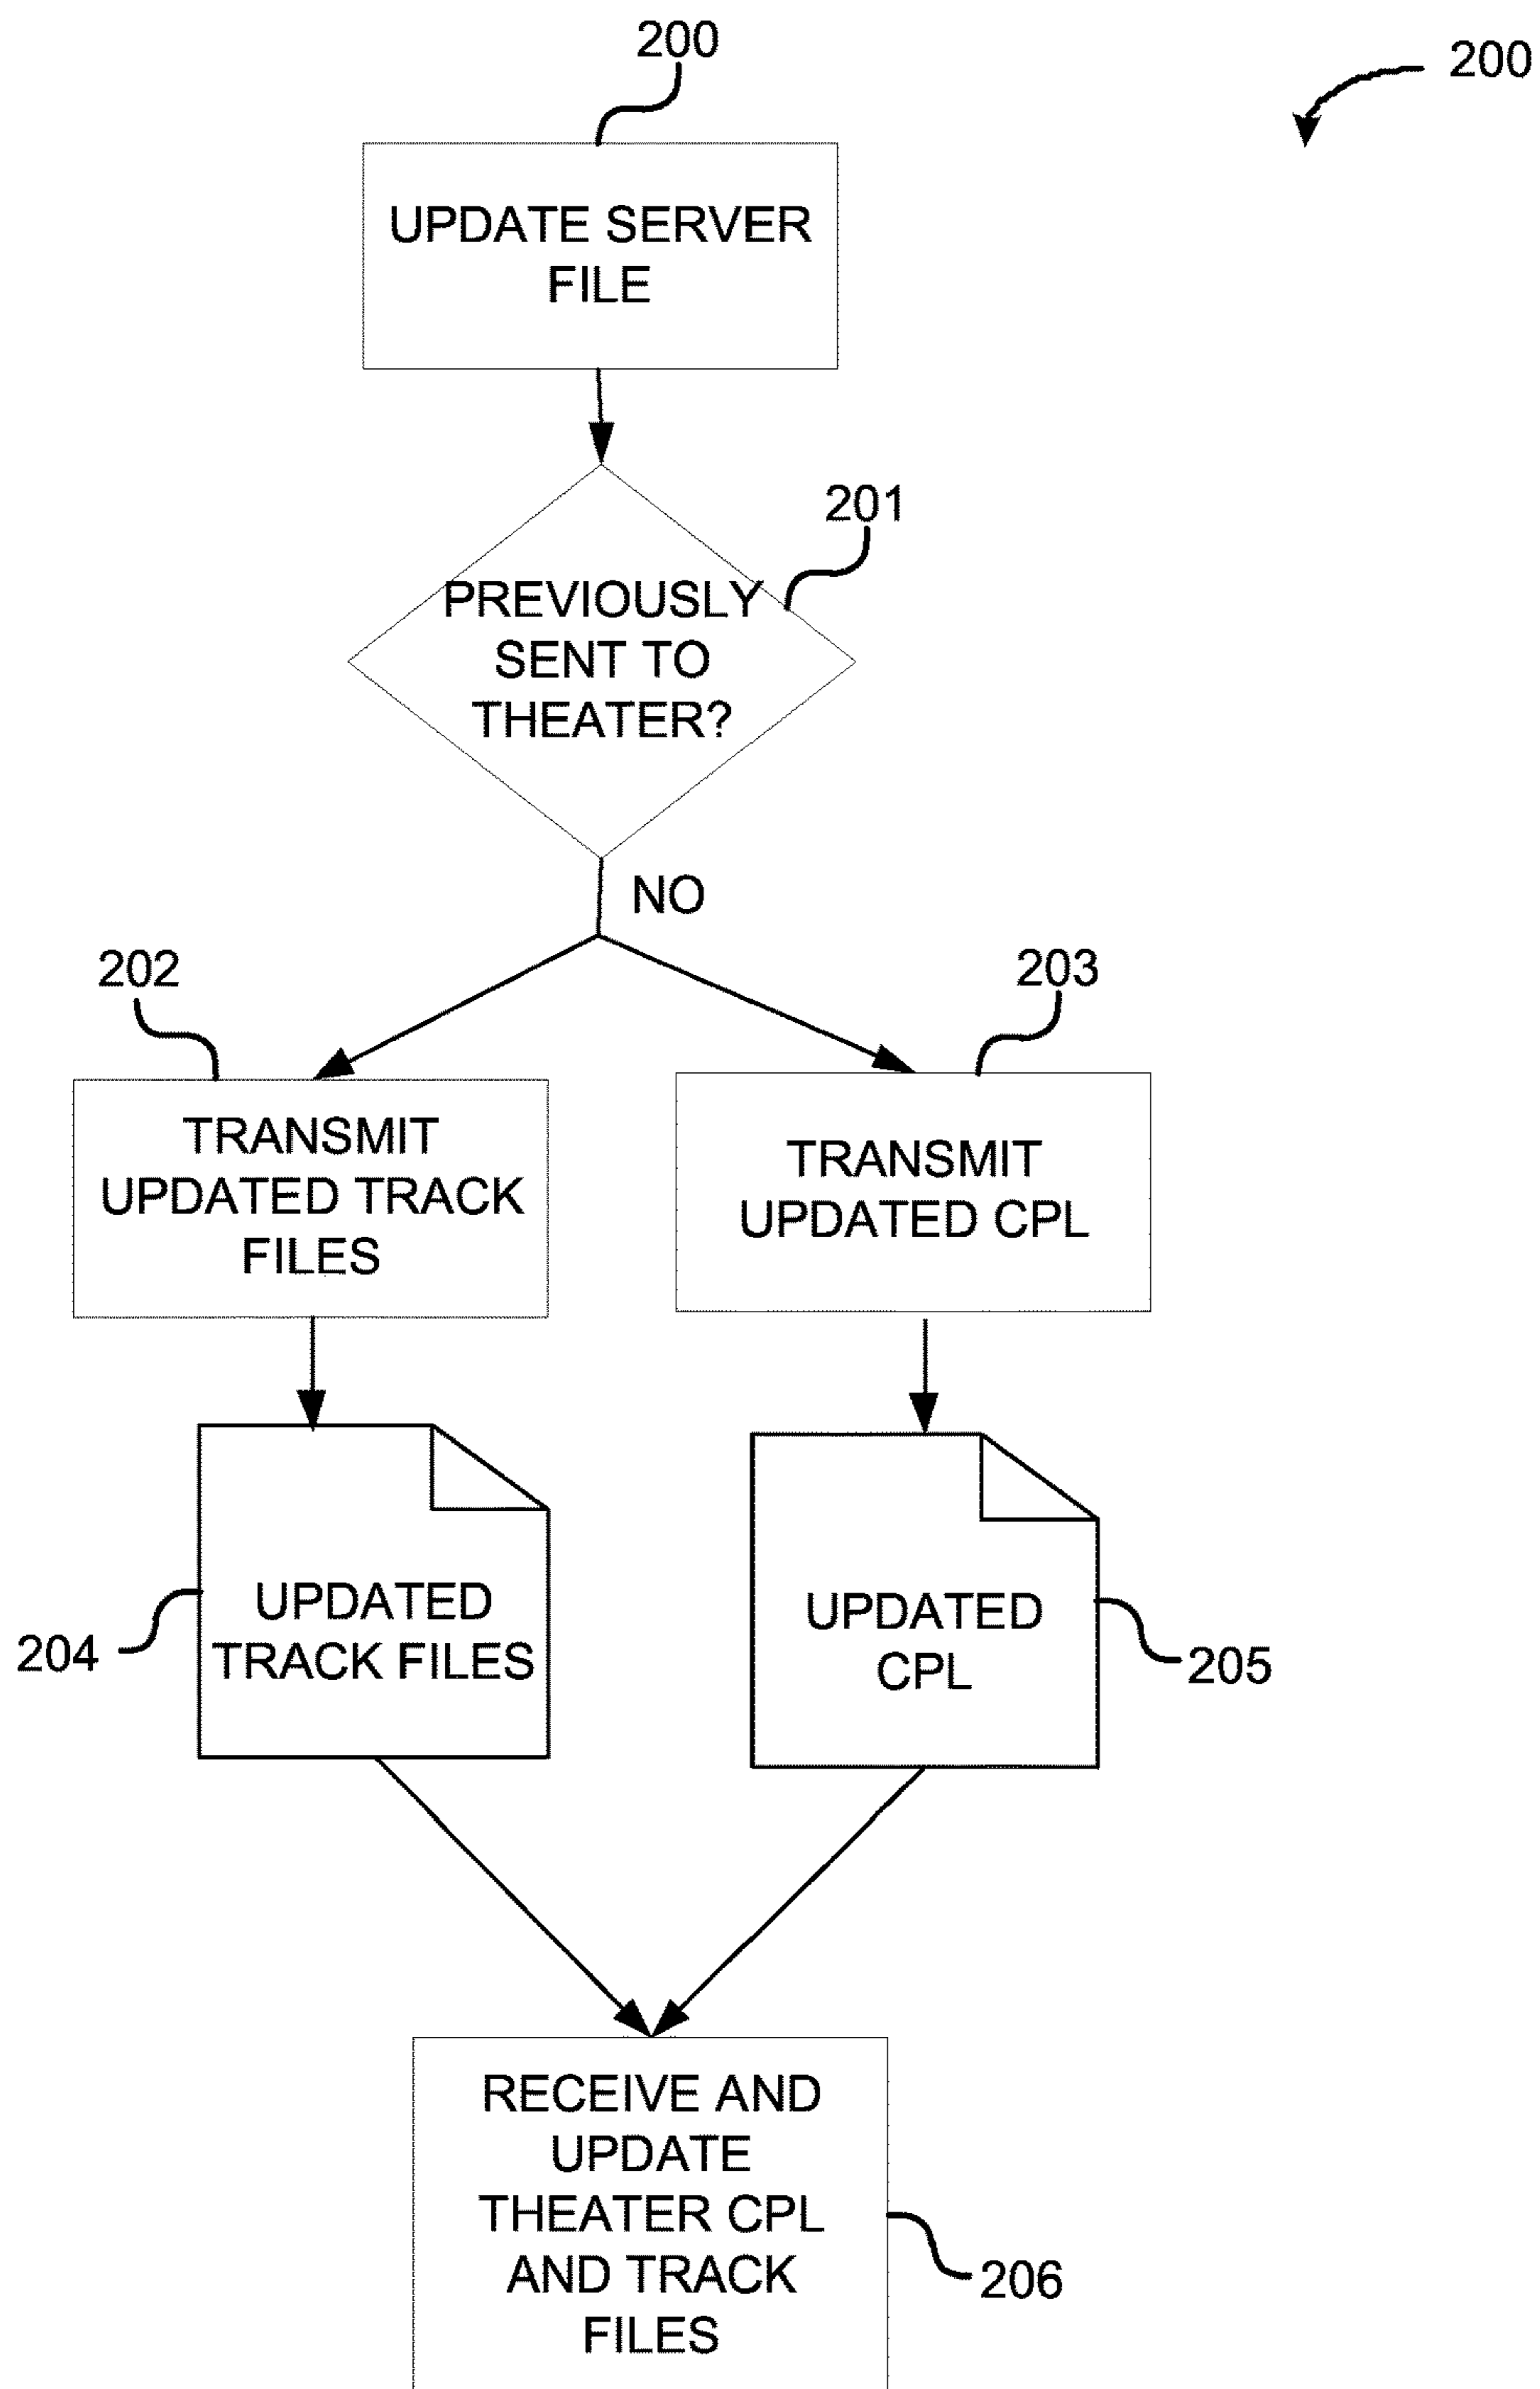 200
200
UPDATE SERVER
FILE
201
PREVIOUSLY
SENT TO
THEATER?
NO
202
203
TRANSMIT
UPDATED TRACK
FILES
TRANSMIT
UPDATED CPL
UPDATED
TRACK FILES
204
UPDATED
CPL
205
RECEIVE AND
UPDATE
THEATER CPL
AND TRACK
FILES
206